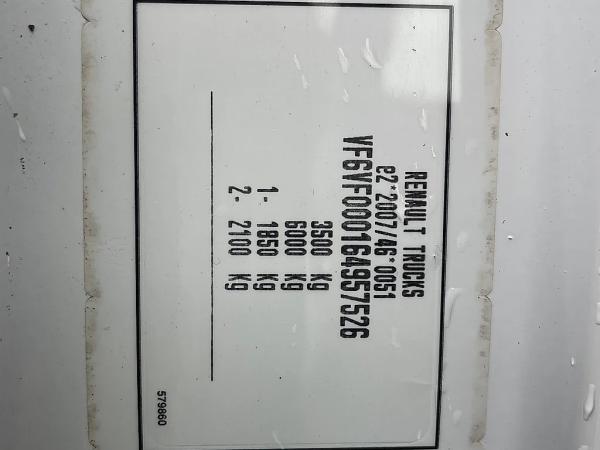 RENAULT TRUCKS
e2*2007/46*0051
VF6VF000164957526
3500 Kg
6000 Kg
1- 1850 Kg
2- 2100 Kg
579860